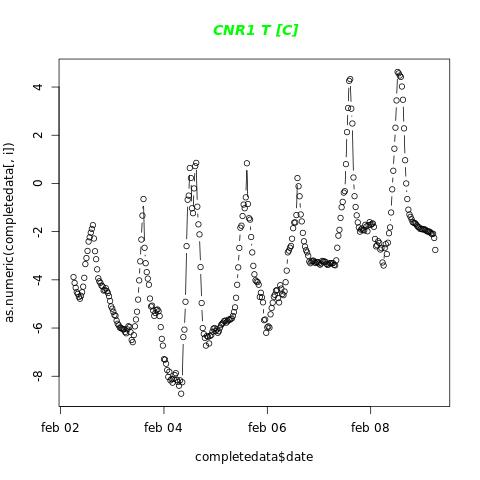 CNR1 T [C]
as.numeric(completedata[, i])
4
2
0
-2
-4
-6
-8
feb 02
feb 04
feb 06
feb 08
completedata$date